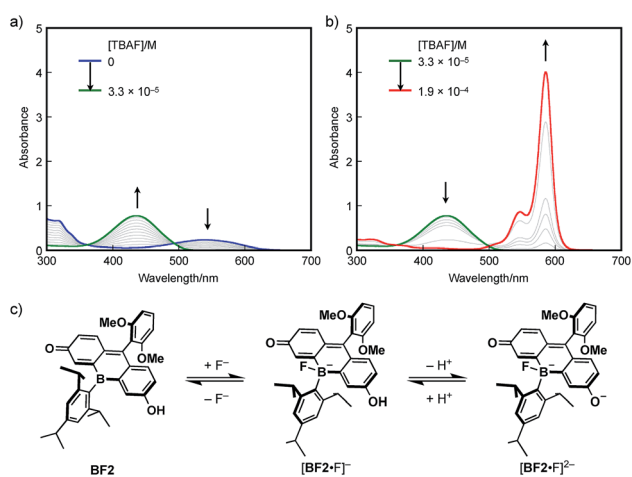 a)
[TBAF]/M
0
3.3 × 10⁻⁵
Absorbance
5
4
3
2
1
0
300 400 500 600 700
Wavelength/nm
b)
[TBAF]/M
3.3 × 10⁻⁵
1.9 × 10⁻⁴
Absorbance
5
4
3
2
1
0
300 400 500 600 700
Wavelength/nm
c)
MeO
O
OMe
B
OH
BF2
+ F⁻
− F⁻
MeO
O
F
OMe
B⁻
OH
[BF2•F]⁻
− H⁺
+ H⁺
MeO
O
F
OMe
B⁻
O⁻
[BF2•F]²⁻